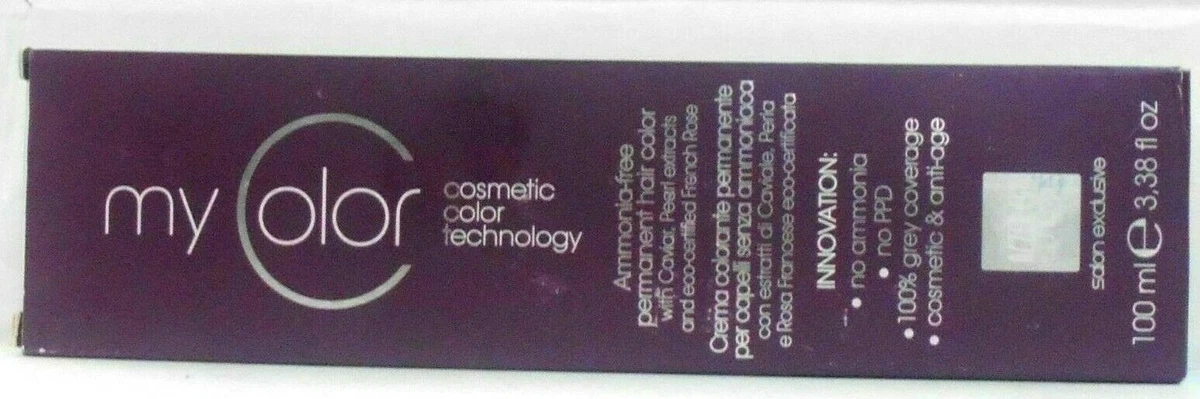 my Color
cosmetic
color
technology
Ammonia-free
permanent hair color
with Caviar, Pearl extracts
and eco-certified French Rose
Crema colorante permanente
per capelli senza ammoniaca
con estratti di Caviale, Perla
e Rosa Francese eco-certificata
INNOVATION:
• no ammonia
• no PPD
• 100% grey coverage
• cosmetic & anti-age
salon exclusive
100 ml e 3,38 fl oz